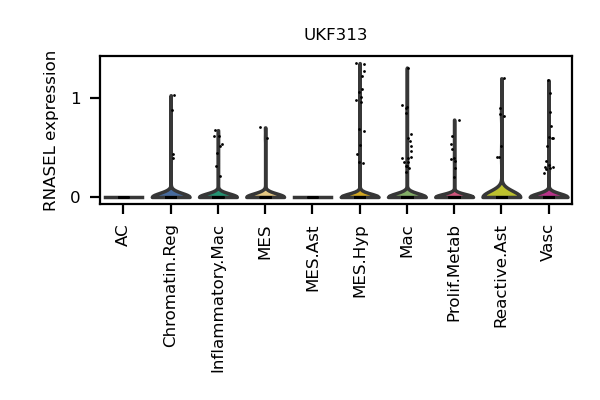 UKF313
RNASEL expression
1
0
AC
Chromatin.Reg
Inflammatory.Mac
MES
MES.Ast
MES.Hyp
Mac
Prolif.Metab
Reactive.Ast
Vasc